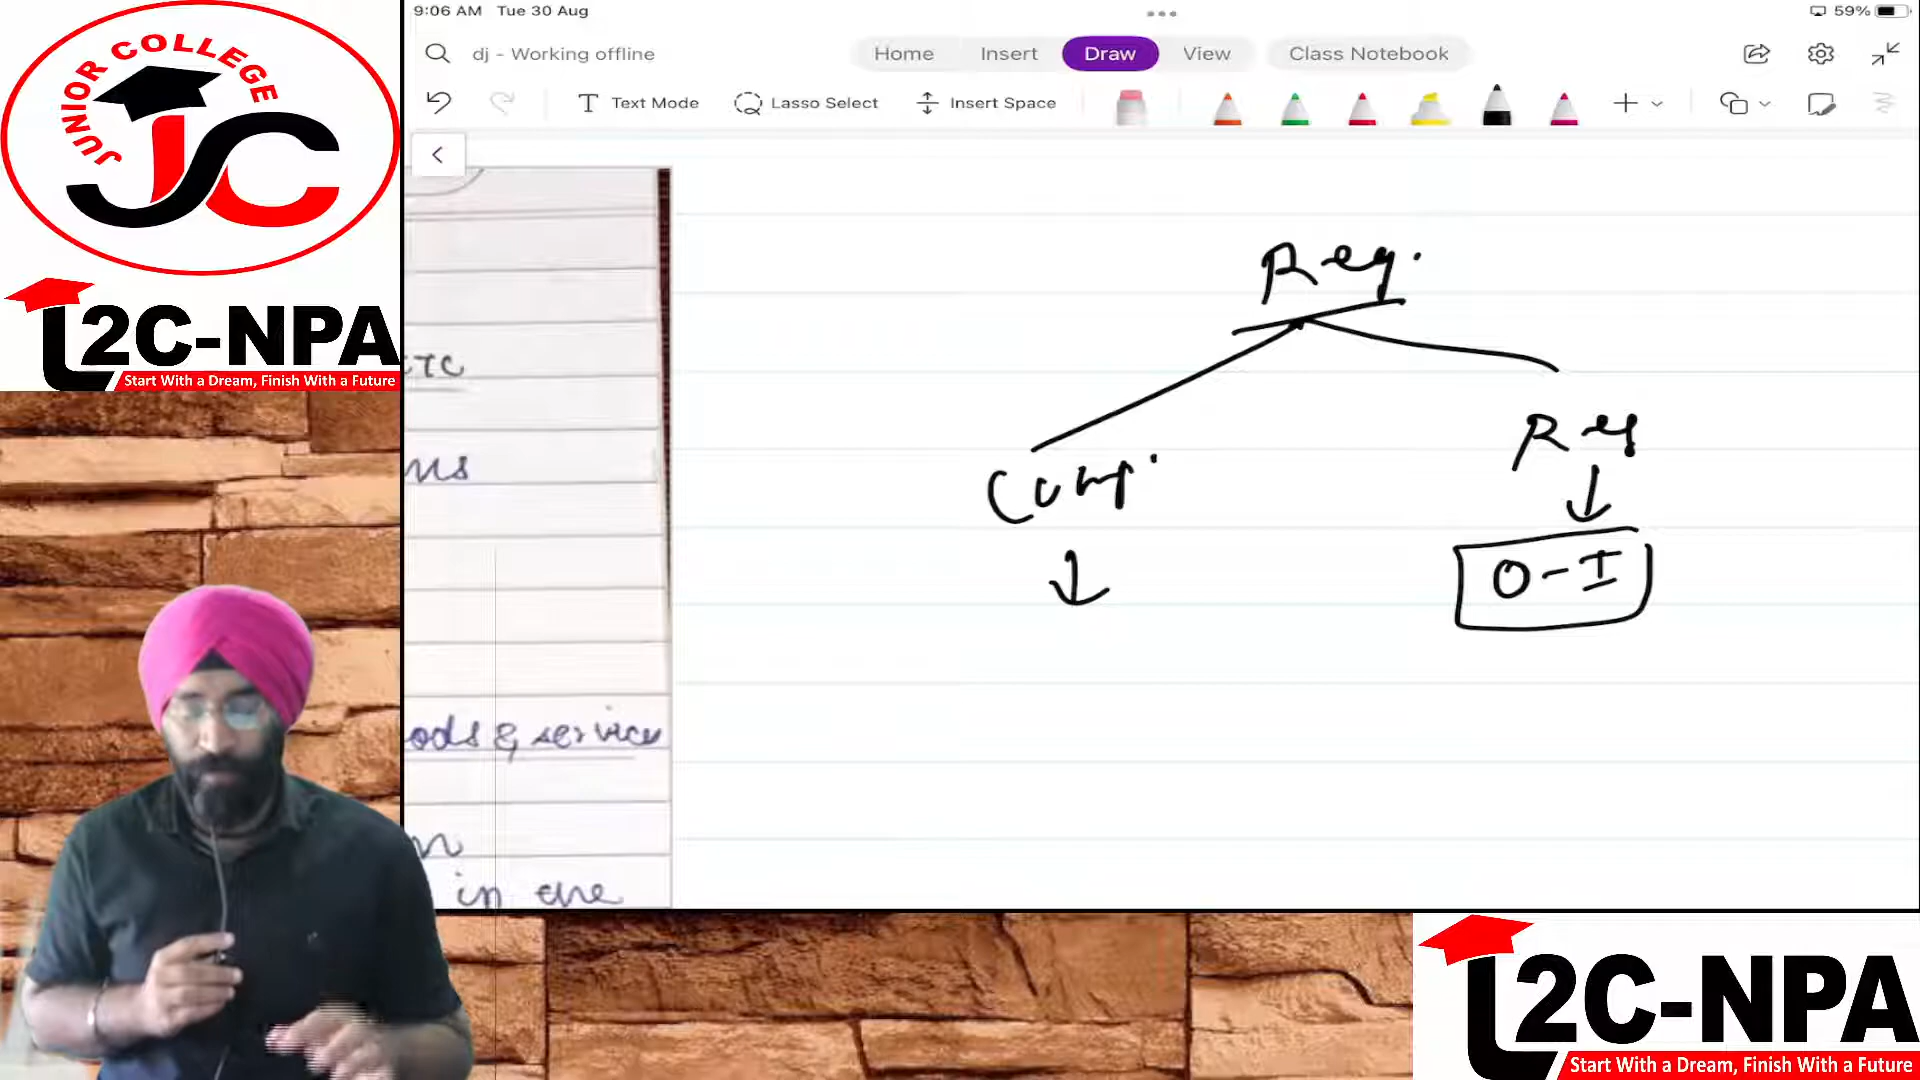 9:06 AM Tue 30 Aug
59%
dj - Working offline
Home Insert Draw View Class Notebook
Text Mode Lasso Select Insert Space
JUNIOR COLLEGE
JC
L2C-NPA
Start With a Dream, Finish With a Future
Reg.
Comp.
Reg
O-I
ods & service
in the
L2C-NPA
Start With a Dream, Finish With a Future